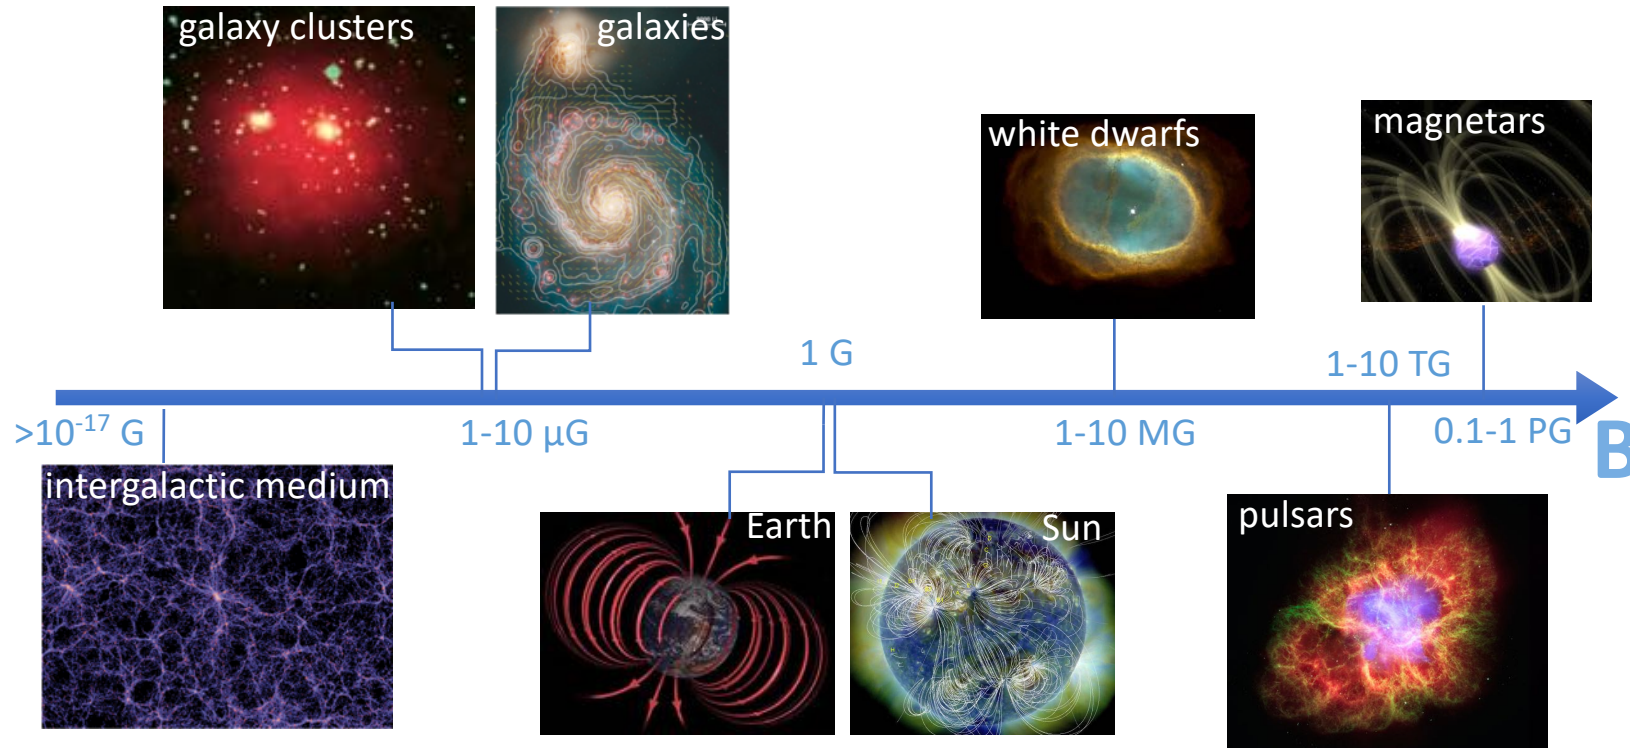 galaxy clusters
galaxies
white dwarfs
magnetars
1 G
1-10 TG
>10⁻¹⁷ G
1-10 µG
1-10 MG
0.1-1 PG
B
intergalactic medium
Earth
Sun
pulsars